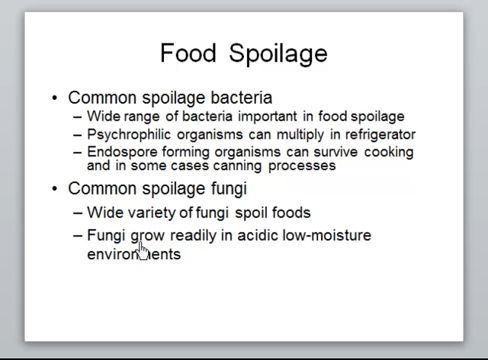 Food Spoilage
• Common spoilage bacteria
– Wide range of bacteria important in food spoilage
– Psychrophilic organisms can multiply in refrigerator
– Endospore forming organisms can survive cooking
and in some cases canning processes
• Common spoilage fungi
– Wide variety of fungi spoil foods
– Fungi grow readily in acidic low-moisture
environments